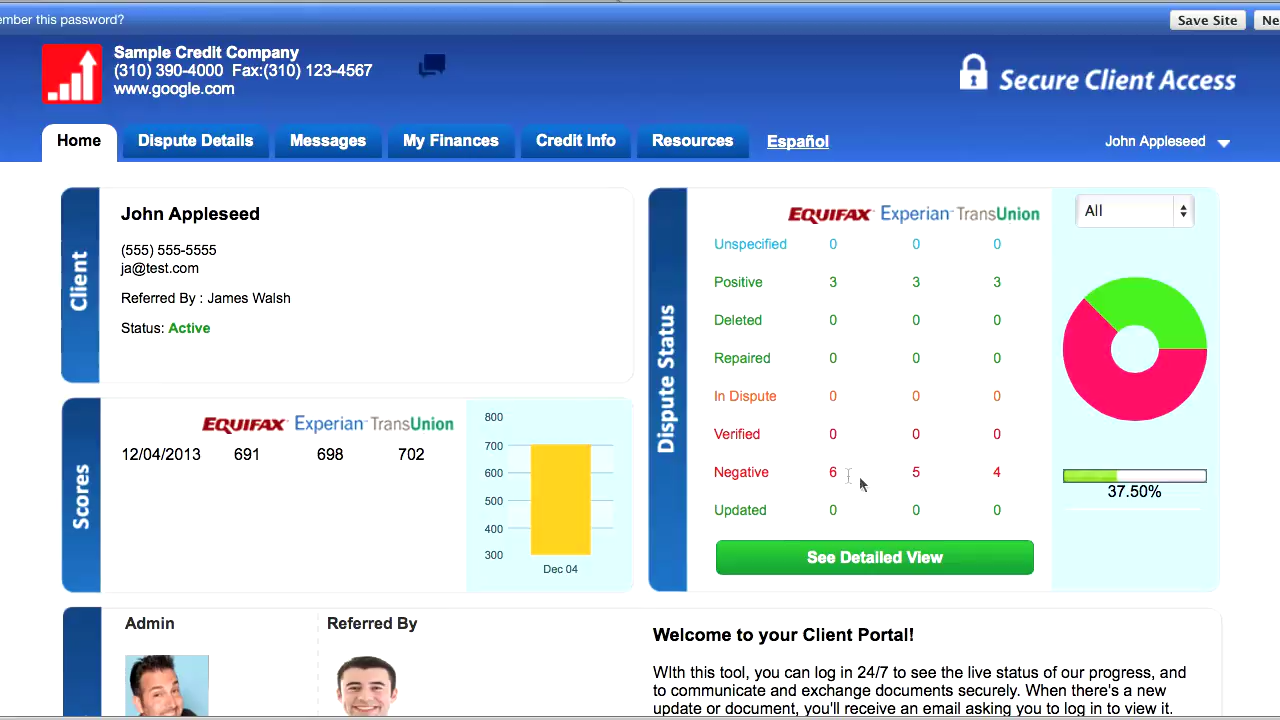 ember this password?
Save Site
Ne
Sample Credit Company
(310) 390-4000 Fax:(310) 123-4567
www.google.com
Secure Client Access
Home
Dispute Details
Messages
My Finances
Credit Info
Resources
Español
John Appleseed
Client
John Appleseed
(555) 555-5555
ja@test.com
Referred By : James Walsh
Status: Active
Scores
EQUIFAX Experian TransUnion
12/04/2013 691 698 702
800
700
600
500
400
300
Dec 04
Dispute Status
EQUIFAX Experian TransUnion
Unspecified 0 0 0
Positive 3 3 3
Deleted 0 0 0
Repaired 0 0 0
In Dispute 0 0 0
Verified 0 0 0
Negative 6 5 4
Updated 0 0 0
See Detailed View
All
37.50%
Admin
Referred By
Welcome to your Client Portal!
WIth this tool, you can log in 24/7 to see the live status of our progress, and
to communicate and exchange documents securely. When there's a new
update or document, you'll receive an email asking you to log in to view it.